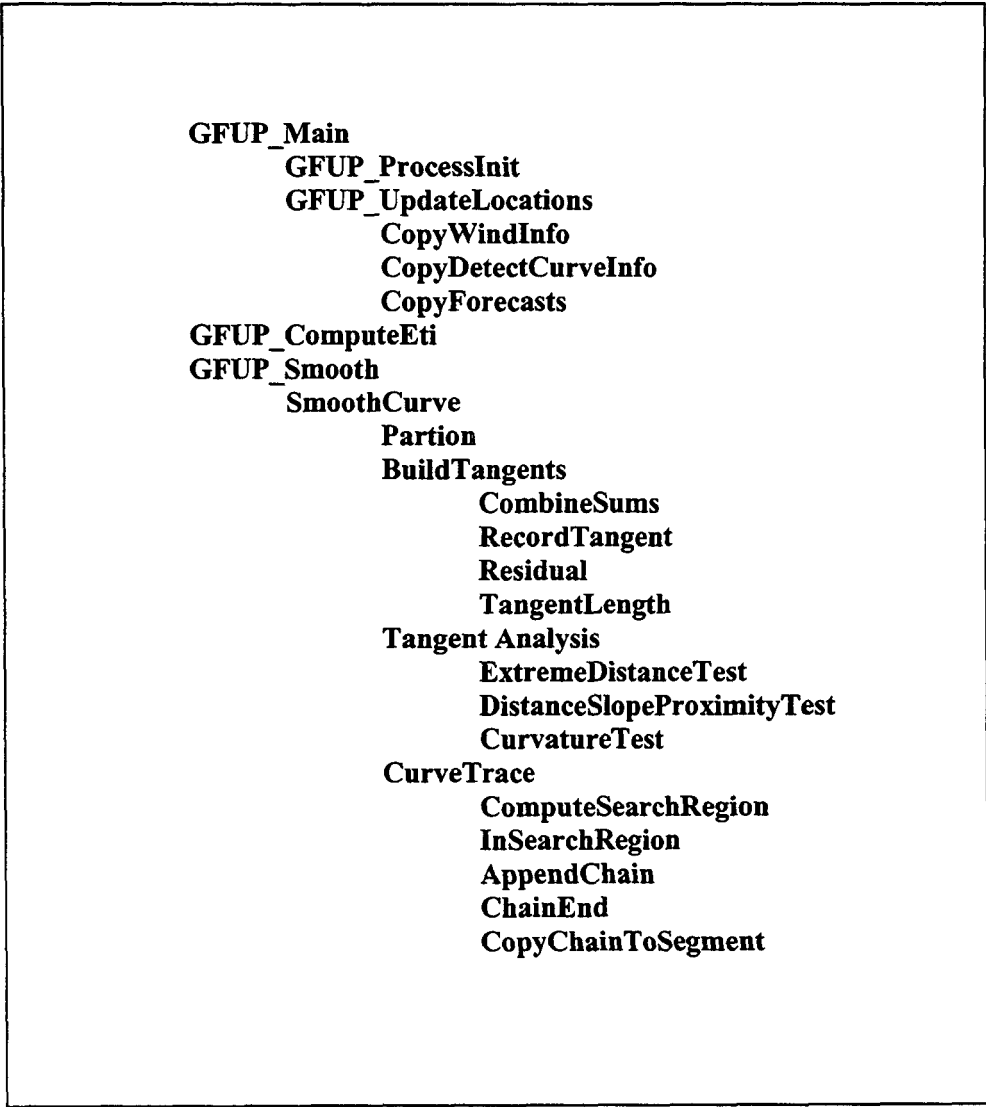 GFUP_Main
GFUP_ProcessInit
GFUP_UpdateLocations
CopyWindInfo
CopyDetectCurveInfo
CopyForecasts
GFUP_ComputeEti
GFUP_Smooth
SmoothCurve
Partion
BuildTangents
CombineSums
RecordTangent
Residual
TangentLength
Tangent Analysis
ExtremeDistanceTest
DistanceSlopeProximityTest
CurvatureTest
CurveTrace
ComputeSearchRegion
InSearchRegion
AppendChain
ChainEnd
CopyChainToSegment